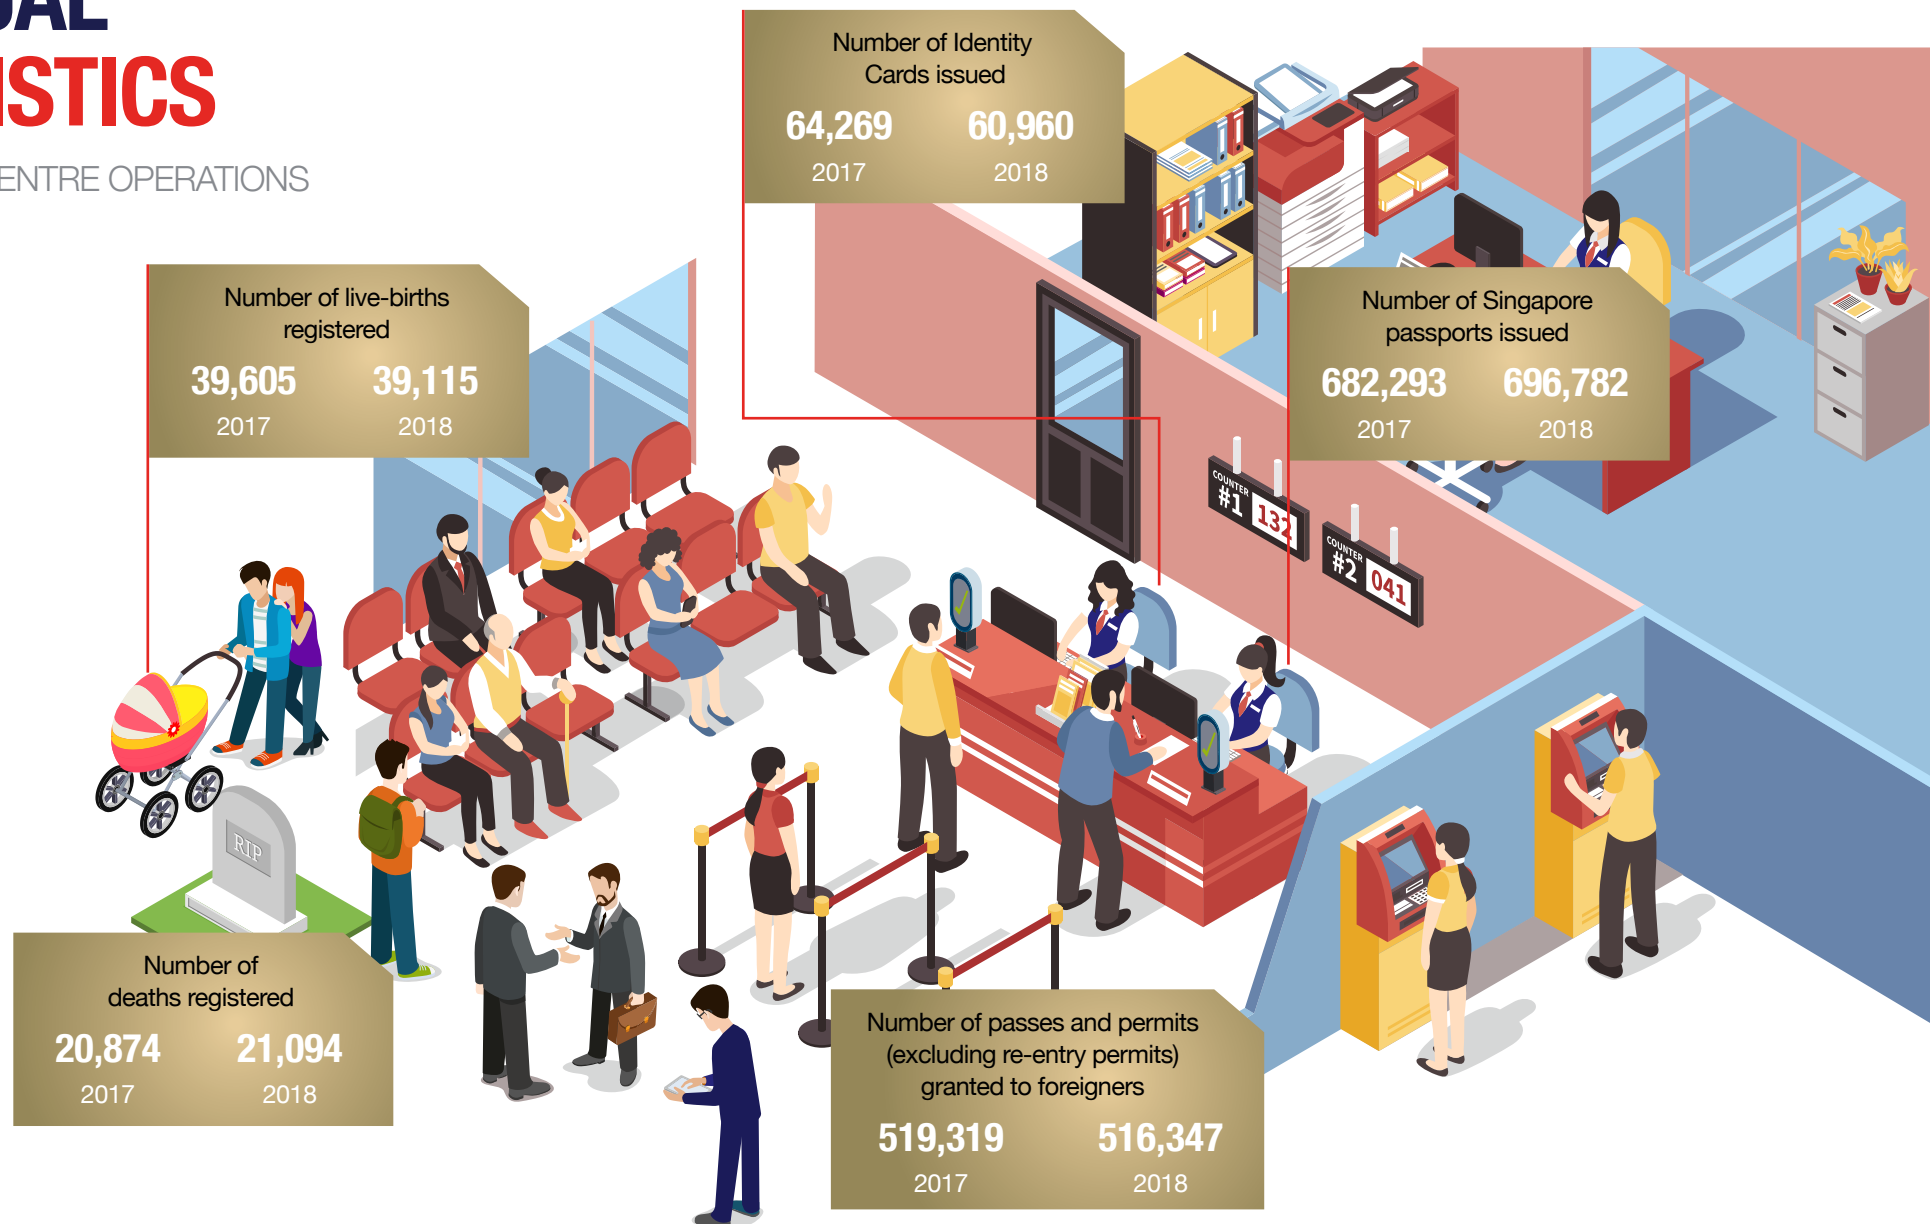 ISTICS
ENTRE OPERATIONS
Number of Identity
Cards issued
64,269 60,960
2017 2018
Number of live-births
registered
39,605 39,115
2017 2018
Number of Singapore
passports issued
682,293 696,782
2017 2018
COUNTER
#1 132
COUNTER
#2 041
RIP
Number of
deaths registered
20,874 21,094
2017 2018
Number of passes and permits
(excluding re-entry permits)
granted to foreigners
519,319 516,347
2017 2018